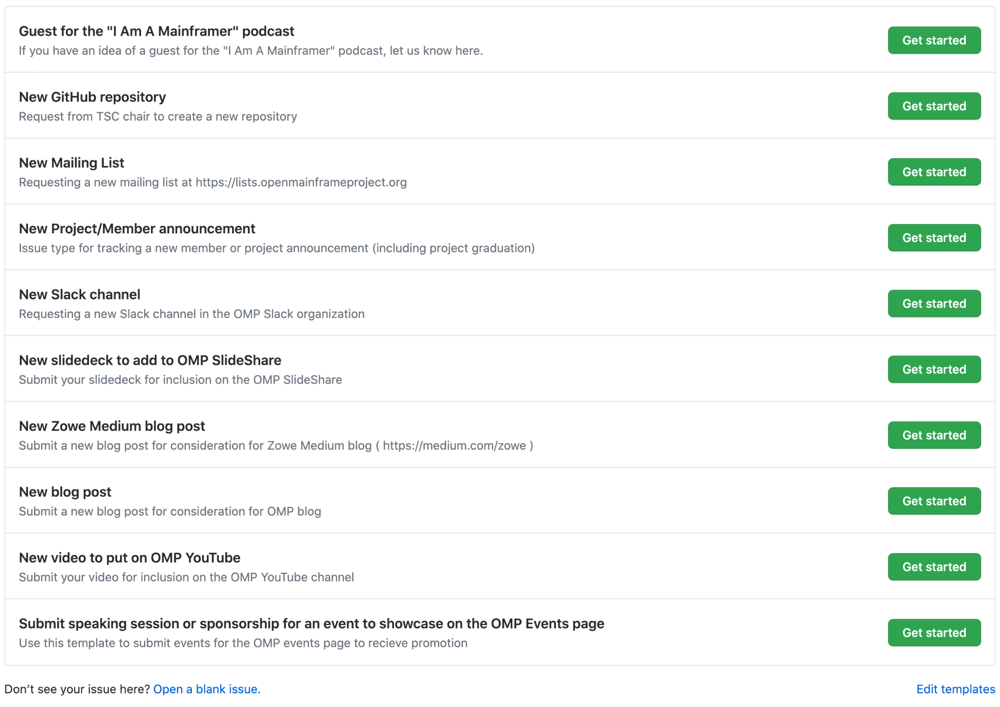 Guest for the "I Am A Mainframer" podcast
If you have an idea of a guest for the "I Am A Mainframer" podcast, let us know here.
Get started
New GitHub repository
Request from TSC chair to create a new repository
Get started
New Mailing List
Requesting a new mailing list at https://lists.openmainframeproject.org
Get started
New Project/Member announcement
Issue type for tracking a new member or project announcement (including project graduation)
Get started
New Slack channel
Requesting a new Slack channel in the OMP Slack organization
Get started
New slidedeck to add to OMP SlideShare
Submit your slidedeck for inclusion on the OMP SlideShare
Get started
New Zowe Medium blog post
Submit a new blog post for consideration for Zowe Medium blog ( https://medium.com/zowe )
Get started
New blog post
Submit a new blog post for consideration for OMP blog
Get started
New video to put on OMP YouTube
Submit your video for inclusion on the OMP YouTube channel
Get started
Submit speaking session or sponsorship for an event to showcase on the OMP Events page
Use this template to submit events for the OMP events page to recieve promotion
Get started
Don’t see your issue here? Open a blank issue.
Edit templates